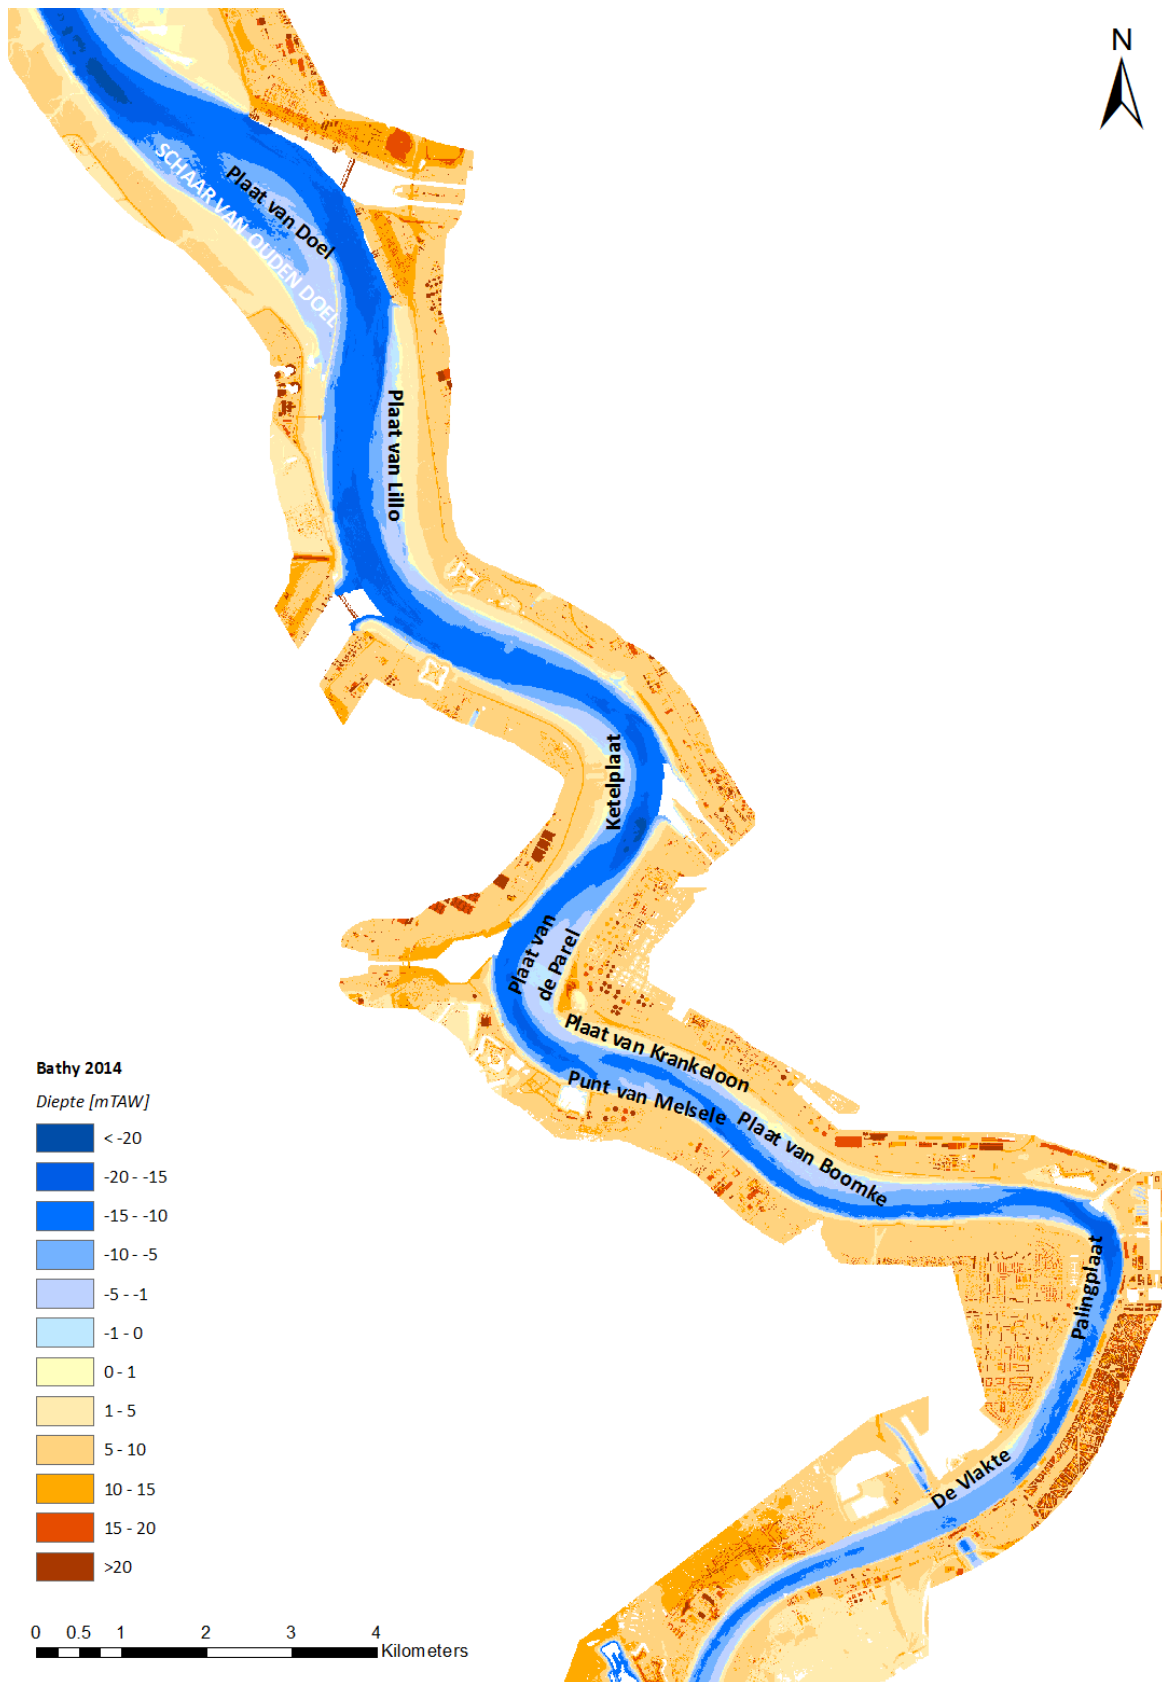 N
SCHAAR VAN OUDEN DOEL
Plaat van Doel
Plaat van Lillo
Ketelplaat
Plaat van
de Parel
Plaat van Krankeloon
Punt van Melsele
Plaat van Boomke
Palingplaat
De Vlakte
Bathy 2014
Diepte [mTAW]
< -20
-20 - -15
-15 - -10
-10 - -5
-5 - -1
-1 - 0
0 - 1
1 - 5
5 - 10
10 - 15
15 - 20
>20
0 0.5 1 2 3 4
Kilometers